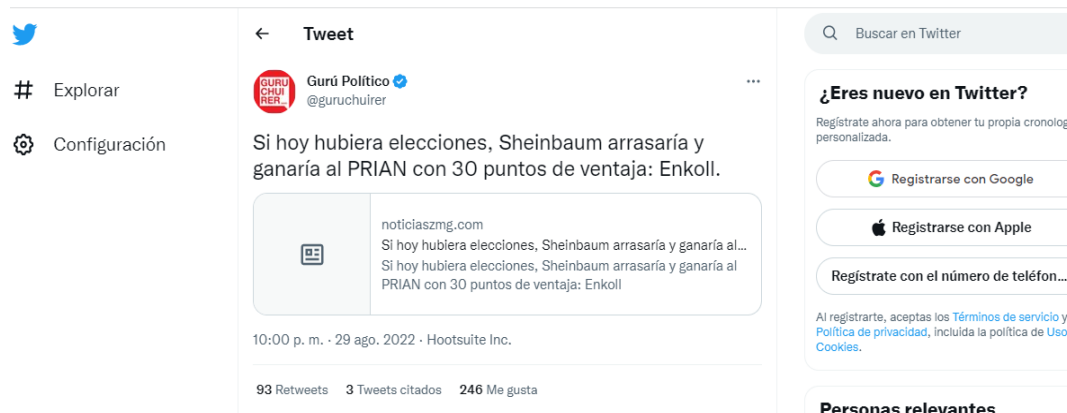 Tweet
Buscar en Twitter
Explorar
Configuración
GURU
CHUI
RER_
Gurú Político
@guruchuirer
Si hoy hubiera elecciones, Sheinbaum arrasaría y
ganaría al PRIAN con 30 puntos de ventaja: Enkoll.
noticiaszmg.com
Si hoy hubiera elecciones, Sheinbaum arrasaría y ganaría al...
Si hoy hubiera elecciones, Sheinbaum arrasaría y ganaría al
PRIAN con 30 puntos de ventaja: Enkoll
10:00 p. m. · 29 ago. 2022 · Hootsuite Inc.
93 Retweets 3 Tweets citados 246 Me gusta
¿Eres nuevo en Twitter?
Regístrate ahora para obtener tu propia cronolog
personalizada.
Registrarse con Google
Registrarse con Apple
Regístrate con el número de teléfon...
Al registrarte, aceptas los Términos de servicio y
Política de privacidad, incluida la política de Uso
Cookies.
Personas relevantes